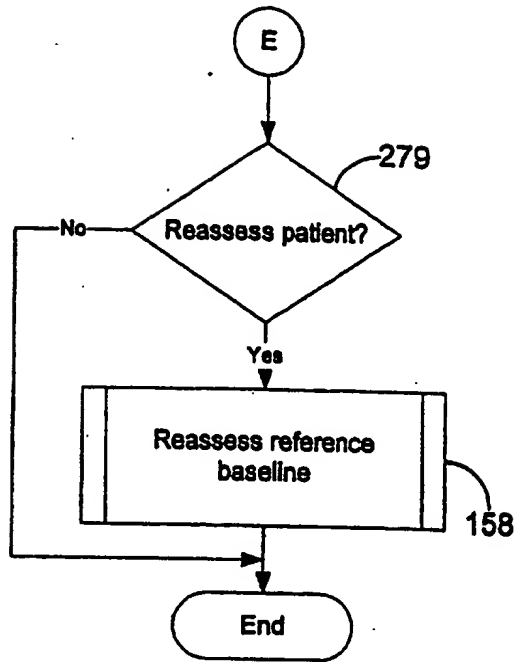 E
279
Reassess patient?
No
Yes
Reassess reference
baseline
158
End